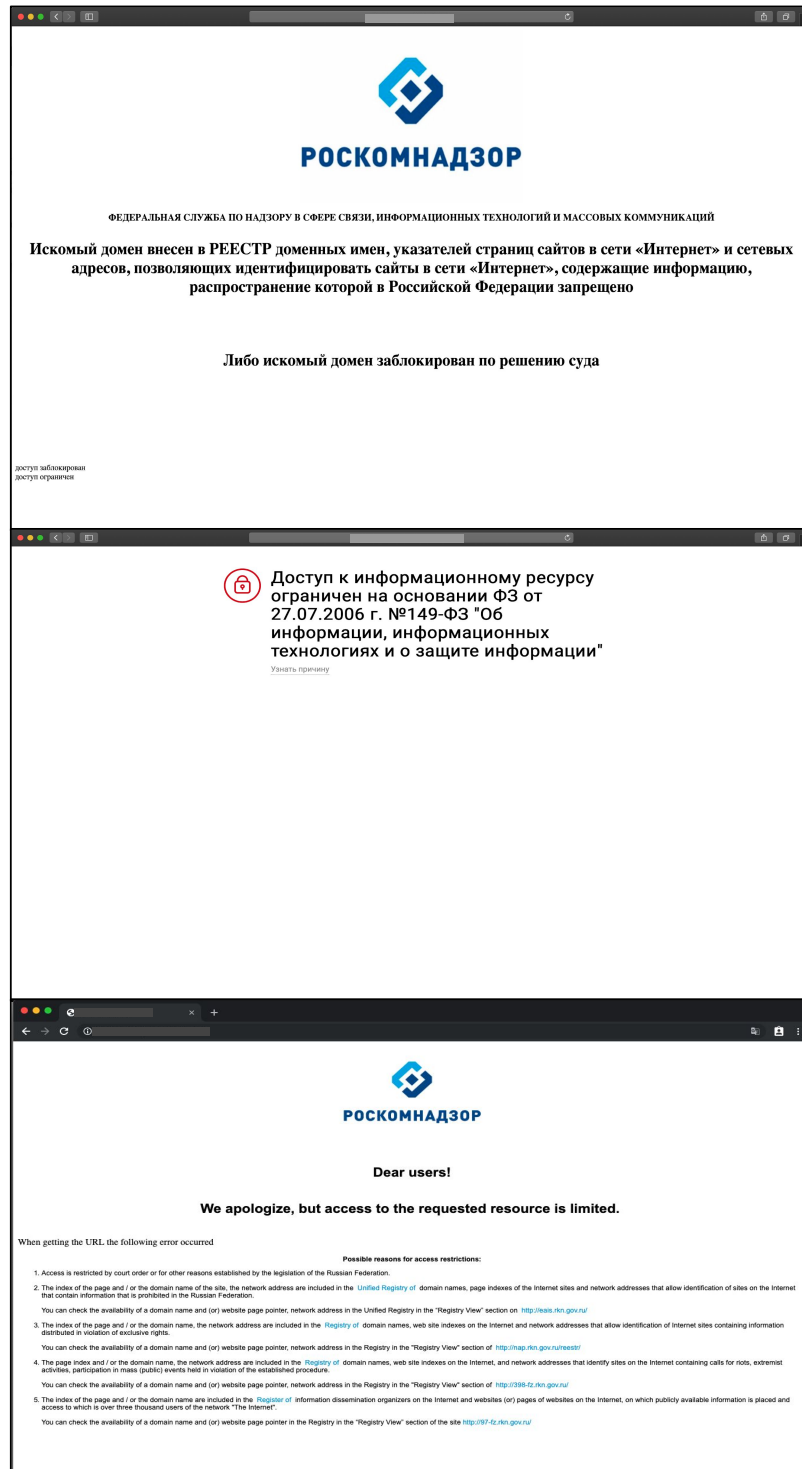 РОСКОМНАДЗОР
ФЕДЕРАЛЬНАЯ СЛУЖБА ПО НАДЗОРУ В СФЕРЕ СВЯЗИ, ИНФОРМАЦИОННЫХ ТЕХНОЛОГИЙ И МАССОВЫХ КОММУНИКАЦИЙ
Искомый домен внесен в РЕЕСТР доменных имен, указателей страниц сайтов в сети «Интернет» и сетевых
адресов, позволяющих идентифицировать сайты в сети «Интернет», содержащие информацию,
распространение которой в Российской Федерации запрещено
Либо искомый домен заблокирован по решению суда
доступ заблокирован
доступ ограничен
Доступ к информационному ресурсу
ограничен на основании ФЗ от
27.07.2006 г. №149-ФЗ "Об
информации, информационных
технологиях и о защите информации"
Узнать причину
РОСКОМНАДЗОР
Dear users!
We apologize, but access to the requested resource is limited.
When getting the URL the following error occurred
Possible reasons for access restrictions:
1. Access is restricted by court order or for other reasons established by the legislation of the Russian Federation.
2. The index of the page and / or the domain name of the site, the network address are included in the Unified Registry of domain names, page indexes of the Internet sites and network addresses that allow identification of sites on the Internet
that contain information that is prohibited in the Russian Federation.
You can check the availability of a domain name and (or) website page pointer, network address in the Unified Registry in the "Registry View" section on http://eais.rkn.gov.ru/
3. The index of the page and / or the domain name, the network address are included in the Registry of domain names, web site indexes on the Internet and network addresses that allow identification of Internet sites containing information
distributed in violation of exclusive rights.
You can check the availability of a domain name and (or) website page pointer, network address in the Registry in the "Registry View" section of http://nap.rkn.gov.ru/reestr/
4. The page index and / or the domain name, the network address are included in the Registry of domain names, web site indexes on the Internet, and network addresses that identify sites on the Internet containing calls for riots, extremist
activities, participation in mass (public) events held in violation of the established procedure.
You can check the availability of a domain name and (or) website page pointer, network address in the Registry in the "Registry View" section of http://398-fz.rkn.gov.ru/
5. The index of the page and / or the domain name are included in the Register of information dissemination organizers on the Internet and websites (or) pages of websites on the Internet, on which publicly available information is placed and
access to which is over three thousand users of the network "The Internet".
You can check the availability of a domain name and (or) website page pointer in the Registry in the "Registry View" section of the site http://97-fz.rkn.gov.ru/